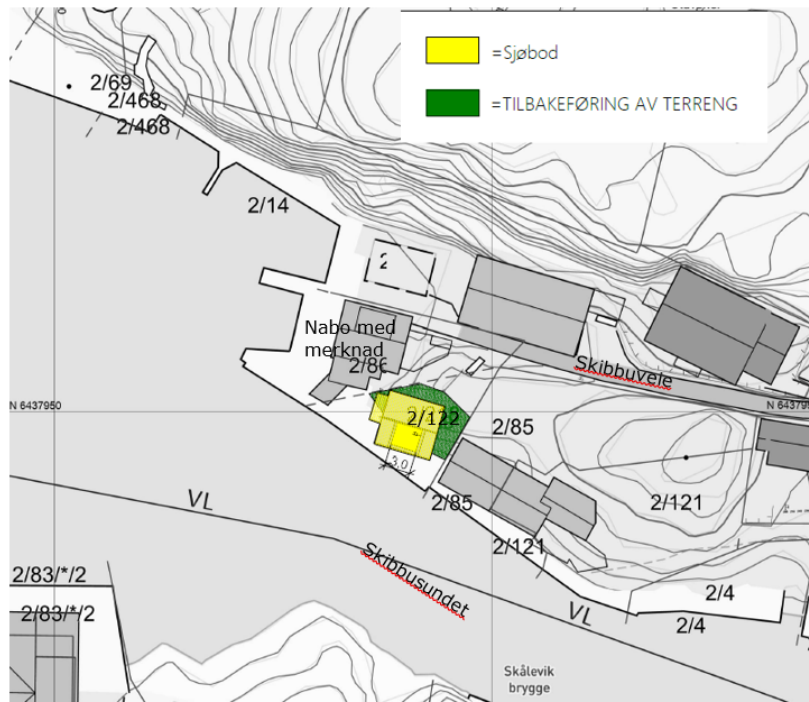 =Sjøbod
=TILBAKEFØRING AV TERRENG
2/69
2/468
2/468
2/14
2
Nabo med
merknad
2/86
Skibbuveie
N 6437950
2/122
2/85
3,0
2/85
2/121
2/121
VL
Skibbusundet
VL
2/83/*/2
2/83/*/2
2/4
2/4
Skålevik
brygge